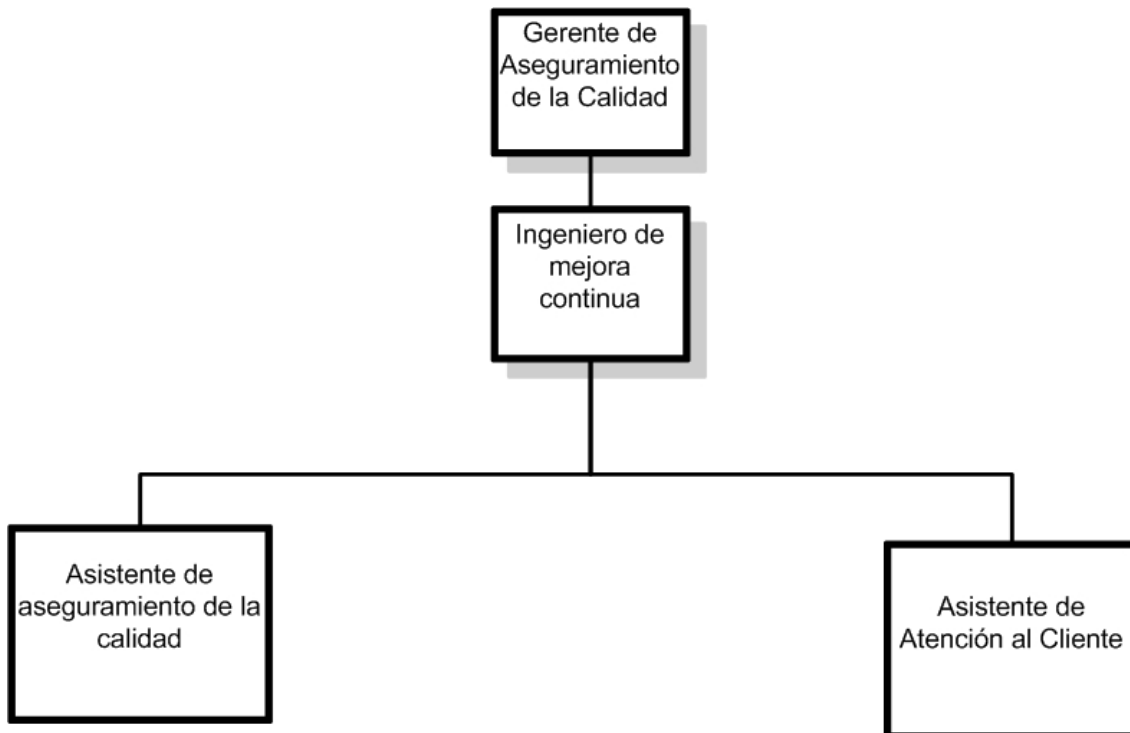 Gerente de
Aseguramiento
de la Calidad
Ingeniero de
mejora
continua
Asistente de
aseguramiento de la
calidad
Asistente de
Atención al Cliente